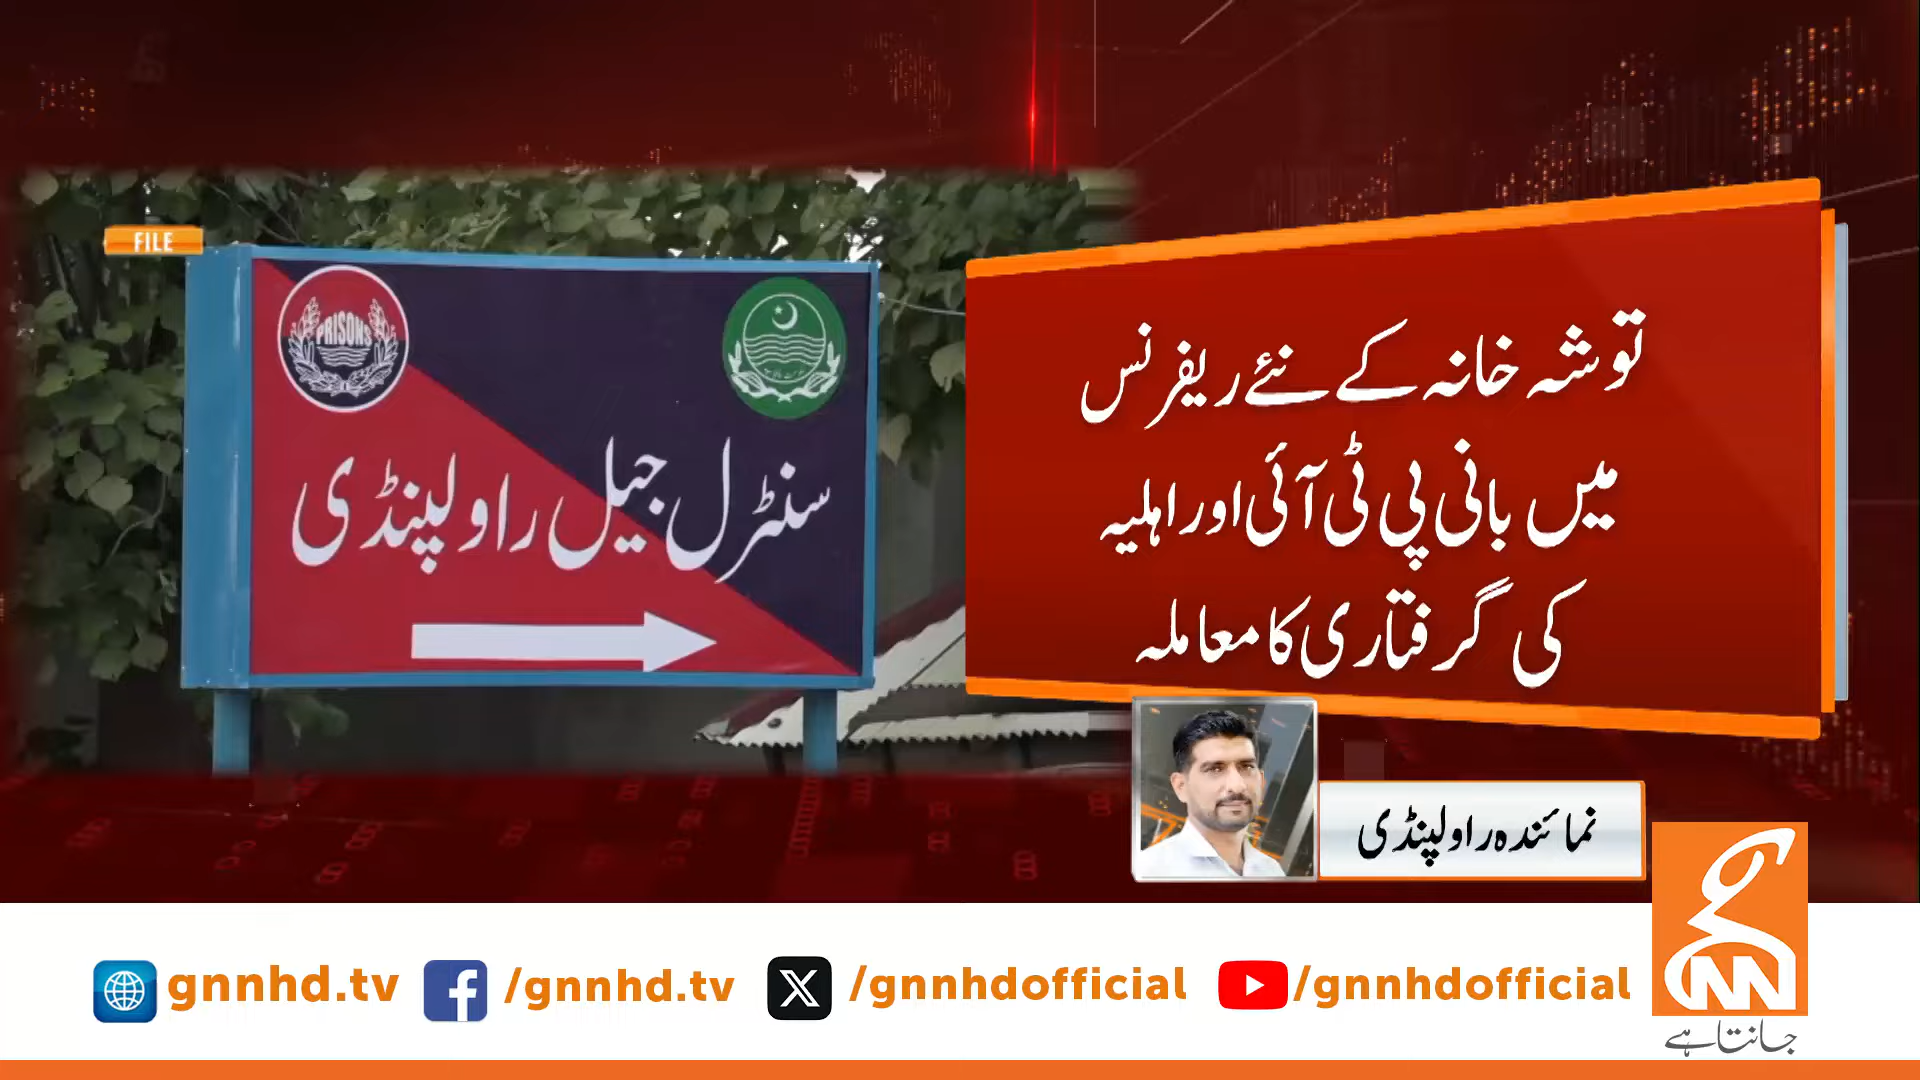 FILE
PRISONS
سنٹرل جیل راولپنڈی
توشہ خانہ کے نئے ریفرنس
میں بانی پی ٹی آئی اور اہلیہ
کی گرفتاری کا معاملہ
نمائندہ راولپنڈی
gnnhd.tv
/gnnhd.tv
/gnnhdofficial
/gnnhdofficial
GNN
جانتا ہے